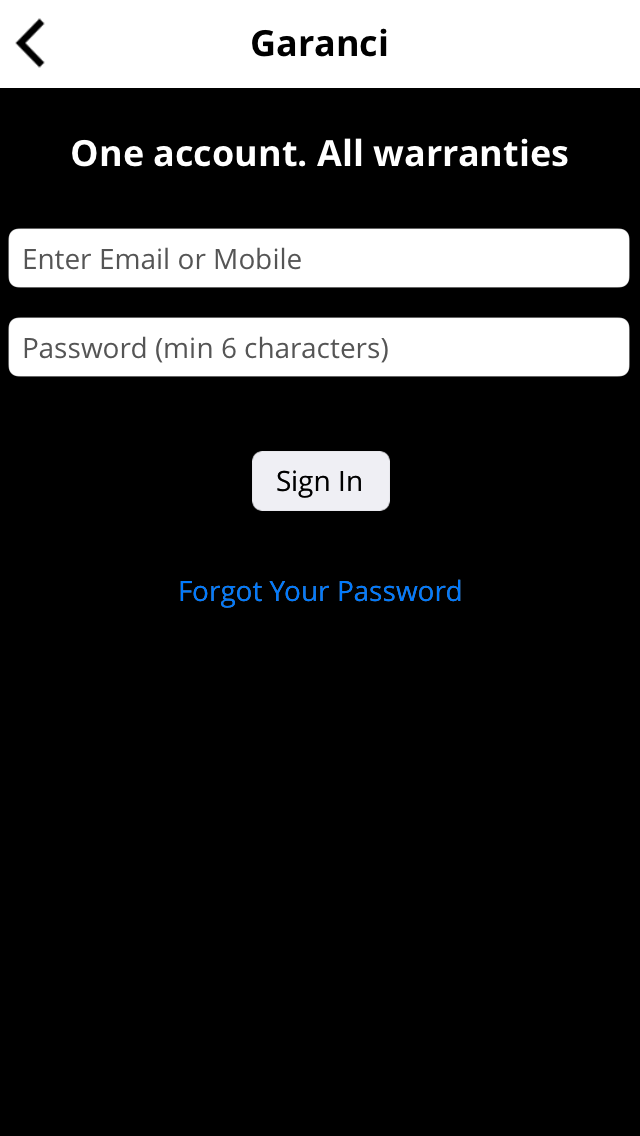 Garanci
One account. All warranties
Enter Email or Mobile
Password (min 6 characters)
Sign In
Forgot Your Password